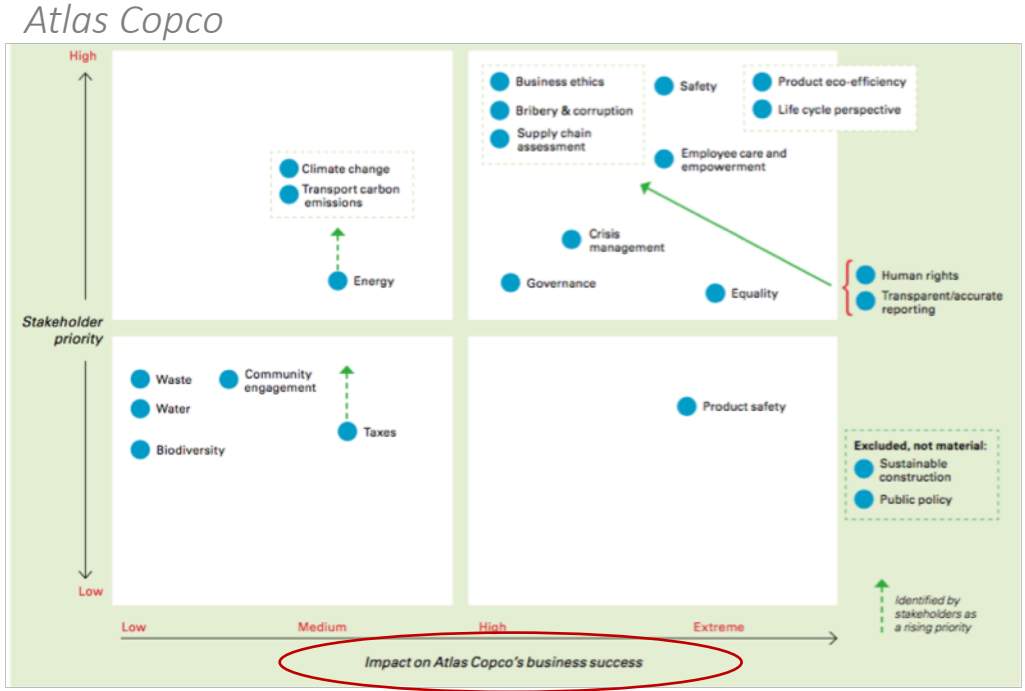 Atlas Copco
High
Business ethics
Bribery & corruption
Supply chain
assessment
Safety
Product eco-efficiency
Life cycle perspective
Employee care and
empowerment
Climate change
Transport carbon
emissions
Crisis
management
Energy
Governance
Equality
Human rights
Transparent/accurate
reporting
Stakeholder
priority
Waste
Community
engagement
Water
Biodiversity
Taxes
Product safety
Excluded, not material:
Sustainable
construction
Public policy
Low
Identified by
stakeholders as
a rising priority
Low
Medium
High
Extreme
Impact on Atlas Copco's business success